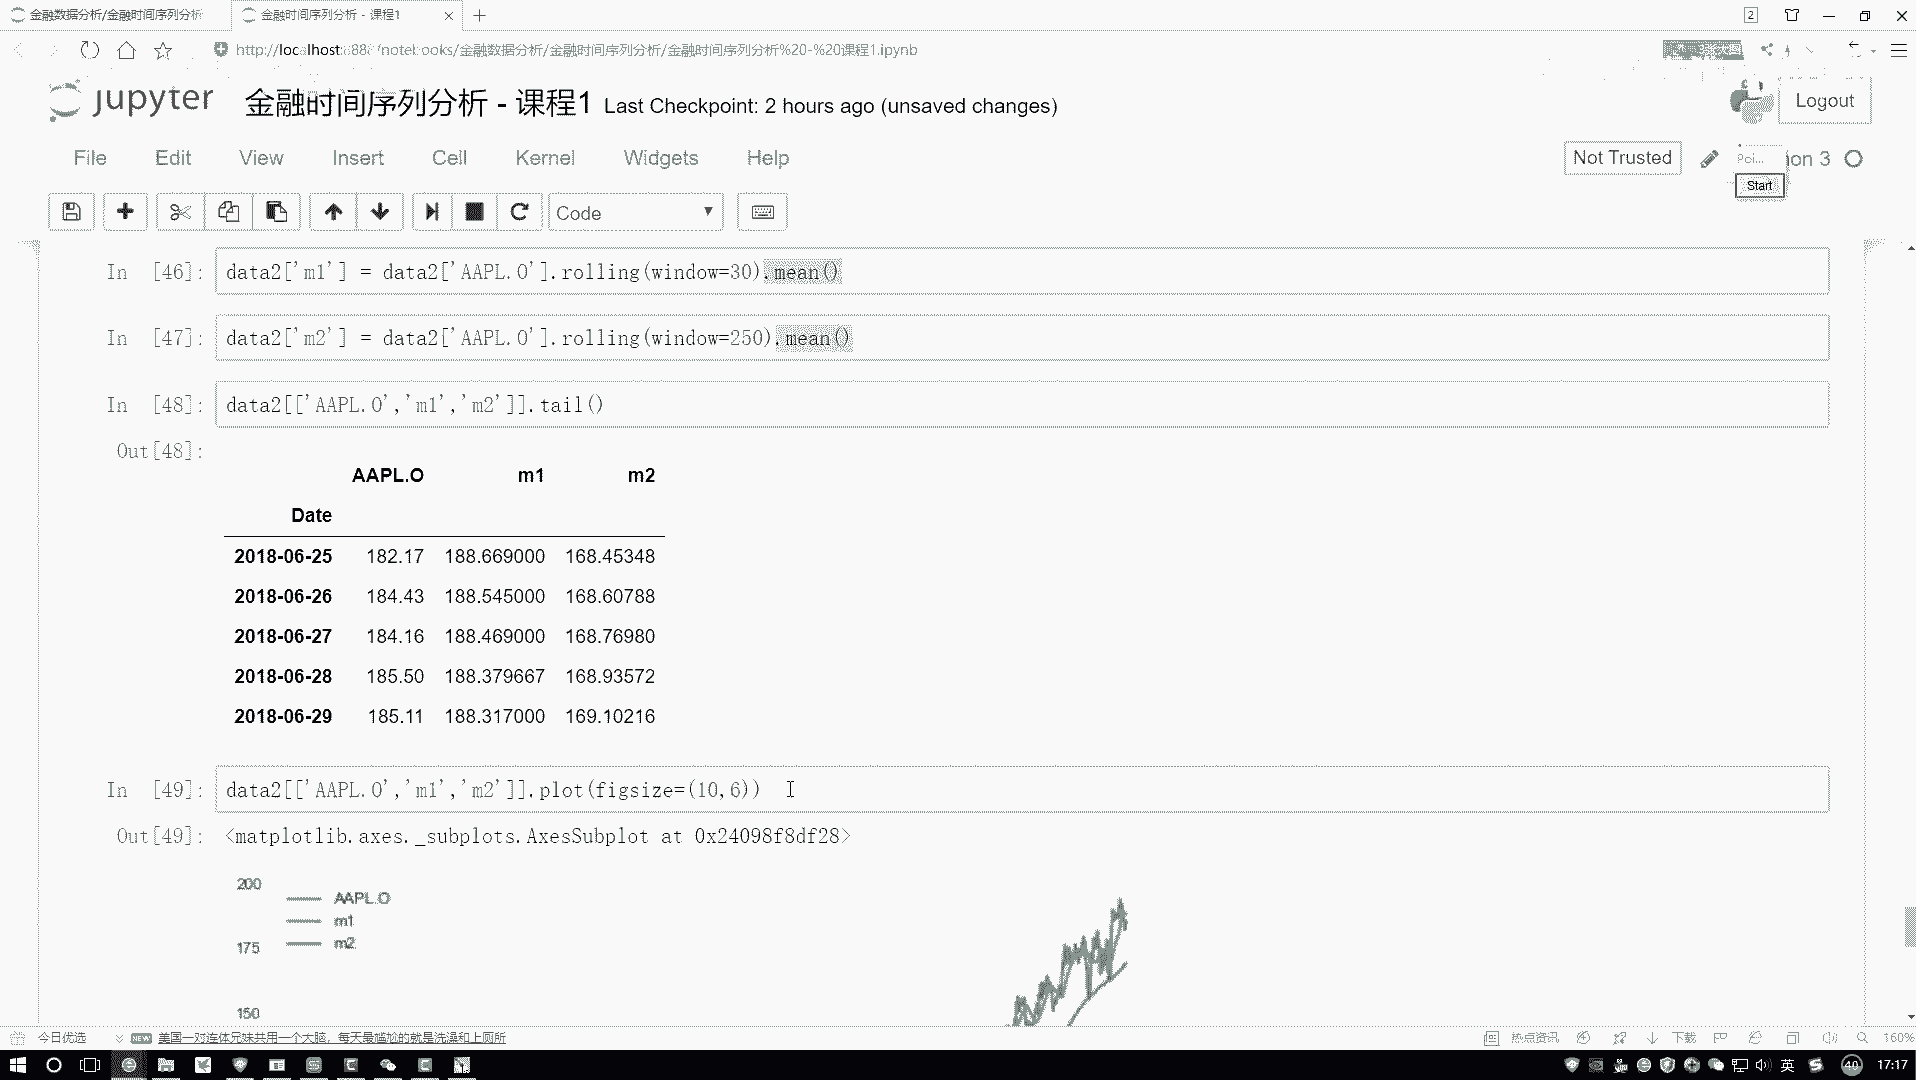 金融数据分析/金融时间序列分析
金融时间序列分析 - 课程1
2
http://localhost:888/notebooks/金融数据分析/金融时间序列分析/金融时间序列分析%20-%20课程1.ipynb
jupyter
金融时间序列分析 - 课程1 Last Checkpoint: 2 hours ago (unsaved changes)
Logout
File Edit View Insert Cell Kernel Widgets Help
Not Trusted
Poi...
on 3
Start
Code
In [46]: data2['m1'] = data2['AAPL.O'].rolling(window=30).mean()
In [47]: data2['m2'] = data2['AAPL.O'].rolling(window=250).mean()
In [48]: data2[['AAPL.O','m1','m2']].tail()
Out[48]:
AAPL.O m1 m2
Date
2018-06-25 182.17 188.669000 168.45348
2018-06-26 184.43 188.545000 168.60788
2018-06-27 184.16 188.469000 168.76980
2018-06-28 185.50 188.379667 168.93572
2018-06-29 185.11 188.317000 169.10216
In [49]: data2[['AAPL.O','m1','m2']].plot(figsize=(10,6))
Out[49]: <matplotlib.axes._subplots.AxesSubplot at 0x24098f8df28>
200
AAPL.O
m1
m2
175
150
今日优选
NEW 美国一对连体兄妹共用一个大脑，每天最尴尬的就是洗澡和上厕所
热点资讯
下载
160%
英
40
17:17